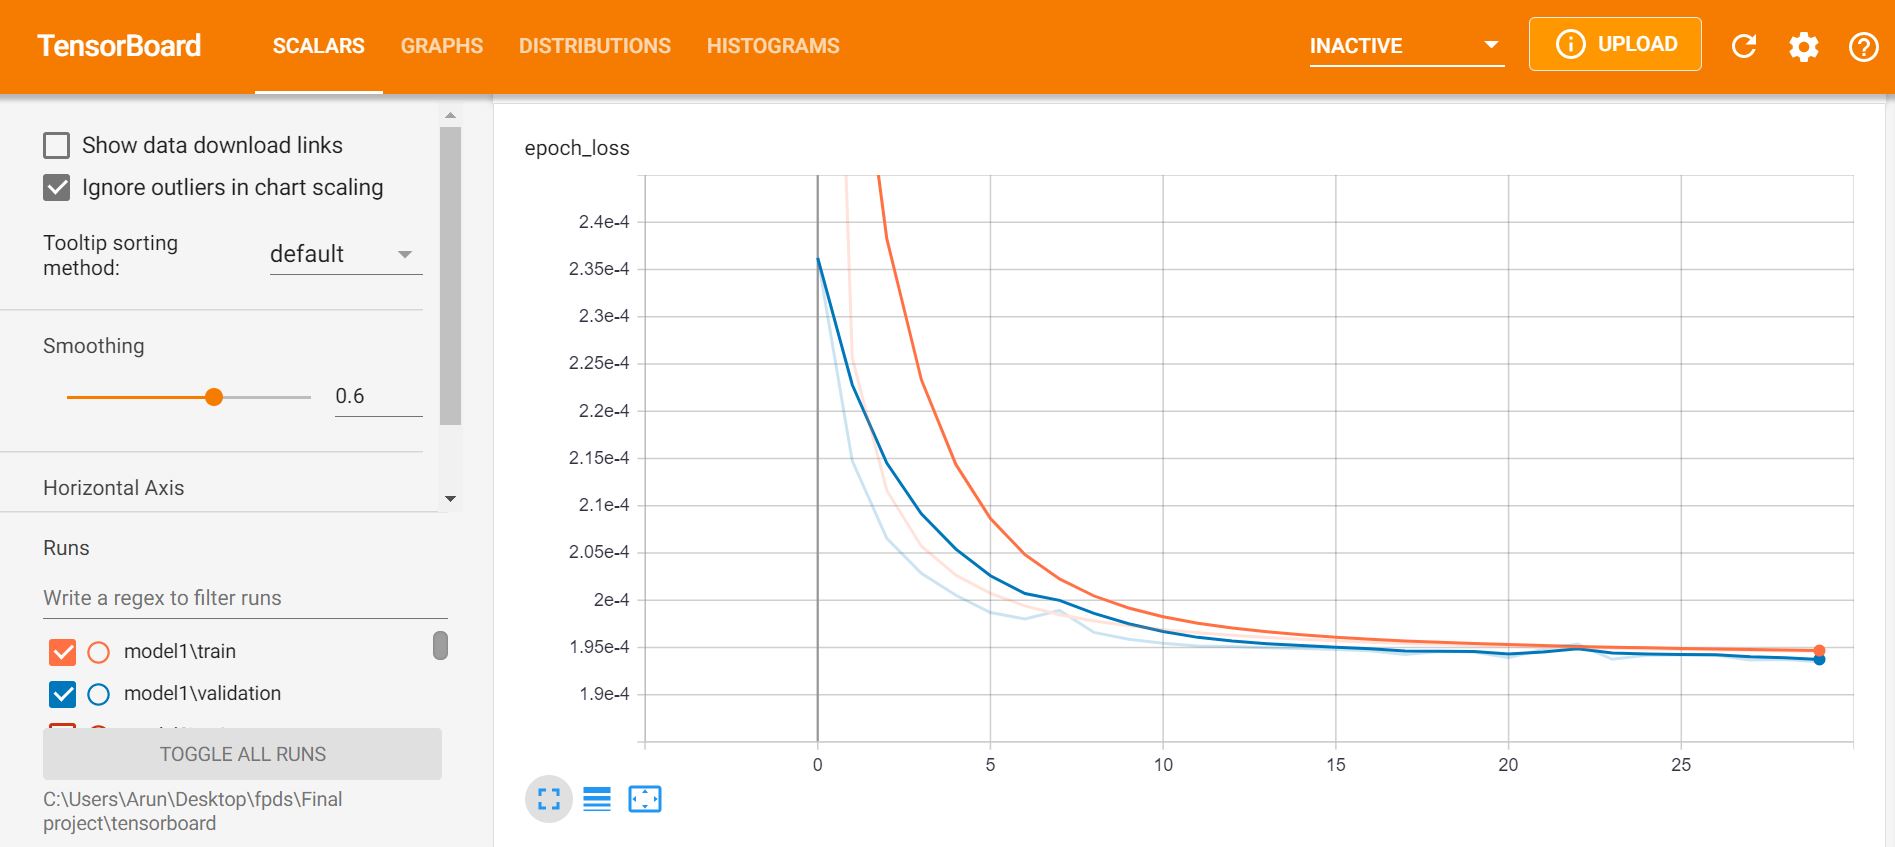 TensorBoard SCALARS GRAPHS DISTRIBUTIONS HISTOGRAMS INACTIVE UPLOAD
Show data download links
Ignore outliers in chart scaling
Tooltip sorting
method:
default
Smoothing
0.6
Horizontal Axis
Runs
Write a regex to filter runs
model1\train
model1\validation
TOGGLE ALL RUNS
C:\Users\Arun\Desktop\fpds\Final
project\tensorboard
epoch_loss
2.4e-4
2.35e-4
2.3e-4
2.25e-4
2.2e-4
2.15e-4
2.1e-4
2.05e-4
2e-4
1.95e-4
1.9e-4
0 5 10 15 20 25